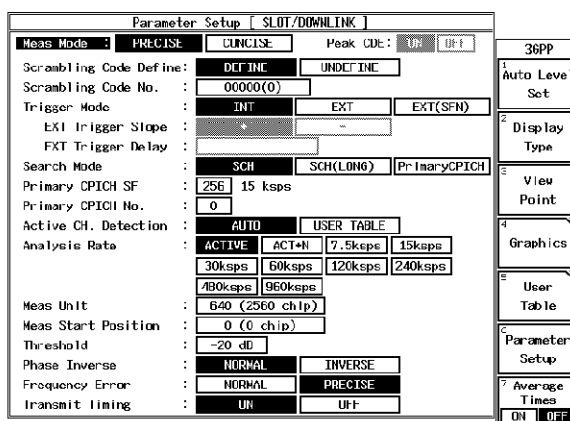 Parameter Setup [ SLOT/DOWNLINK ]
Meas Mode : PRECISE CONCISE Peak CDE: ON OFF
Scrambling Code Define: DEFINE UNDEFINE
Scrambling Code No. : 00000(0)
Trigger Mode : INT EXT EXT(SFN)
EXT Trigger Slope : + -
EXT Trigger Delay :
Search Mode : SCH SCH(LONG) PrimaryCPICH
Primary CPICH SF : 256 15 ksps
Primary CPICH No. : 0
Active CH. Detection : AUTO USER TABLE
Analysis Rate : ACTIVE ACT+N 7.5ksps 15ksps
30ksps 60ksps 120ksps 240ksps
480ksps 960ksps
Meas Unit : 640 (2560 chip)
Meas Start Position : 0 (0 chip)
Threshold : -20 dB
Phase Inverse : NORMAL INVERSE
Frequency Error : NORMAL PRECISE
Transmit Timing : ON OFF
36PP
1 Auto Level
Set
2 Display
Type
3 View
Point
4 Graphics
5 User
Table
6 Parameter
Setup
7 Average
Times
ON OFF